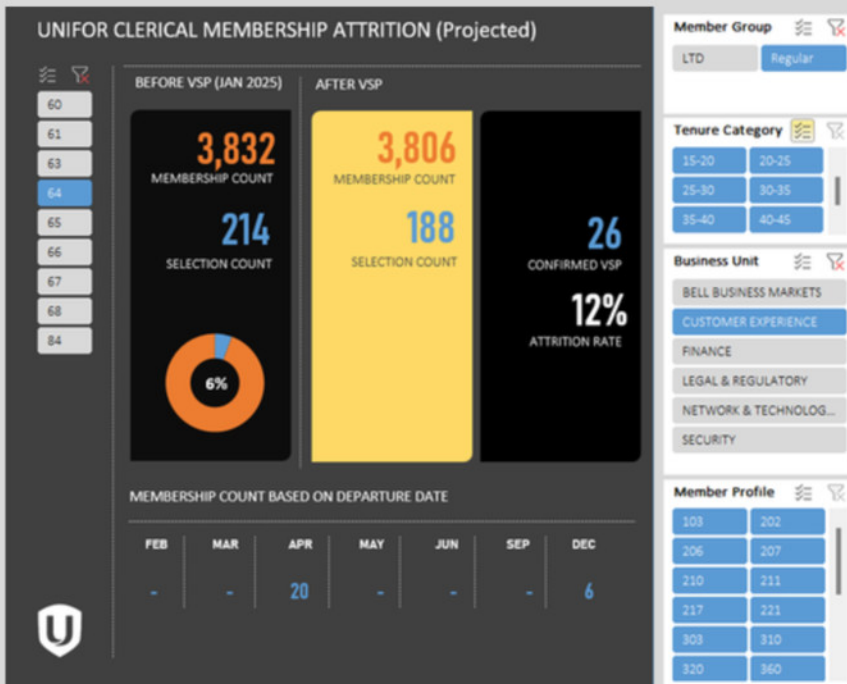 UNIFOR CLERICAL MEMBERSHIP ATTRITION (Projected)
60
61
63
64
65
66
67
68
84
BEFORE VSP (JAN 2025)
AFTER VSP
3,832
MEMBERSHIP COUNT
214
SELECTION COUNT
6%
3,806
MEMBERSHIP COUNT
188
SELECTION COUNT
26
CONFIRMED VSP
12%
ATTRITION RATE
MEMBERSHIP COUNT BASED ON DEPARTURE DATE
FEB MAR APR MAY JUN SEP DEC
- - 20 - - - 6
U
Member Group
LTD Regular
Tenure Category
15-20 20-25
25-30 30-35
35-40 40-45
Business Unit
BELL BUSINESS MARKETS
CUSTOMER EXPERIENCE
FINANCE
LEGAL & REGULATORY
NETWORK & TECHNOLOG...
SECURITY
Member Profile
103 202
206 207
210 211
217 221
303 310
320 360